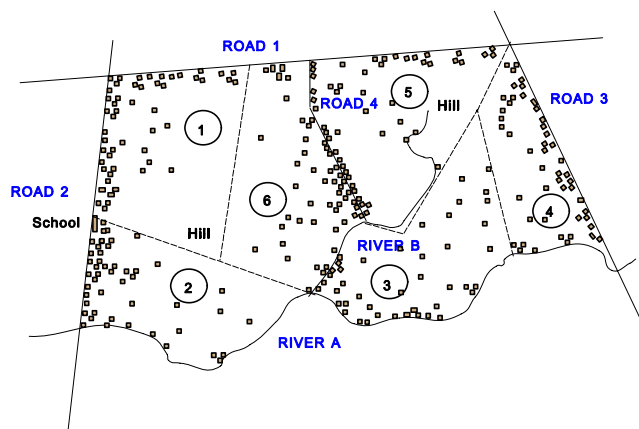 ROAD 1
5
ROAD 4
Hill
ROAD 3
1
ROAD 2
6
School
4
Hill
RIVER B
2
3
RIVER A